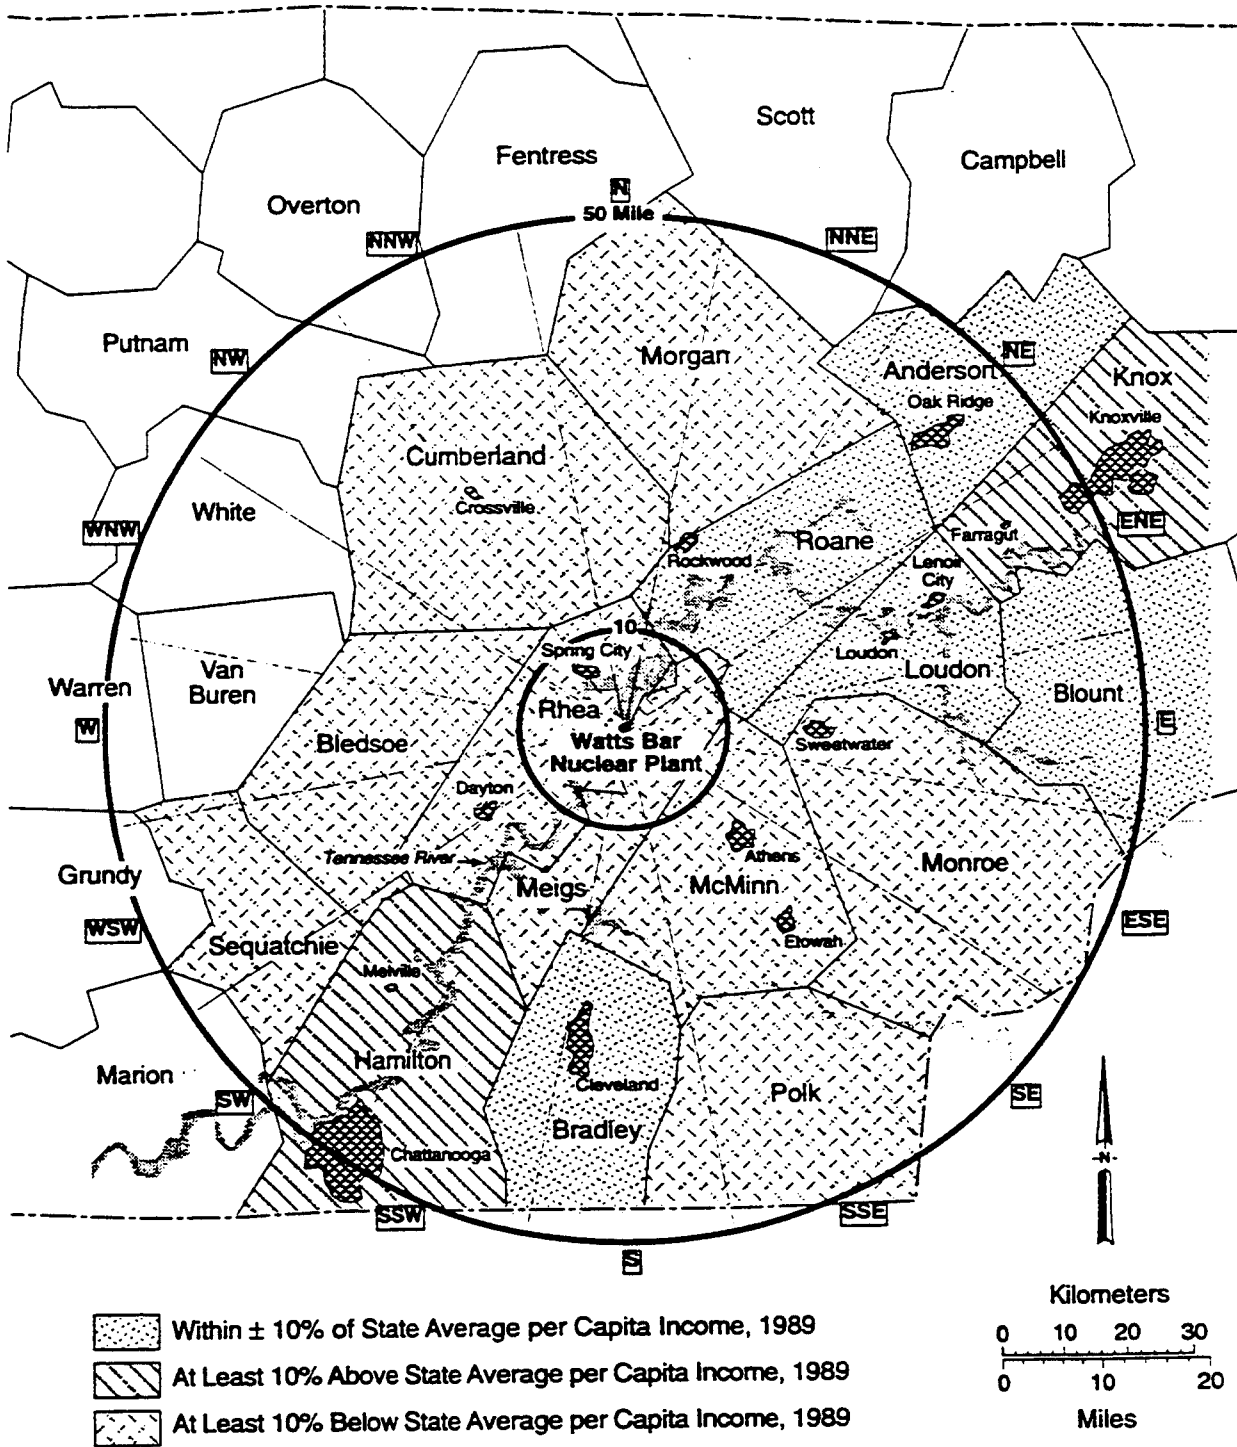 Scott
Fentress
Campbell
Overton
N
50 Mile
NNW
NNE
Putnam
NW
Morgan
NE
Anderson
Knox
Oak Ridge
Knoxville
Cumberland
Crossville
White
WNW
ENE
Farragut
Roane
Rockwood
Lenoir
City
10
Spring City
Loudon
Loudon
Van
Buren
Warren
W
Blount
E
Rhea
Bledsoe
Sweetwater
Watts Bar
Nuclear Plant
Dayton
Tennessee River
Athens
Monroe
Grundy
Meigs
McMinn
WSW
ESE
Etowah
Sequatchie
Melville
Hamilton
Marion
Cleveland
Polk
SW
SE
Bradley
Chattanooga
-N-
SSW
SSE
S
Within ± 10% of State Average per Capita Income, 1989
At Least 10% Above State Average per Capita Income, 1989
At Least 10% Below State Average per Capita Income, 1989
Kilometers
0 10 20 30
0 10 20
Miles